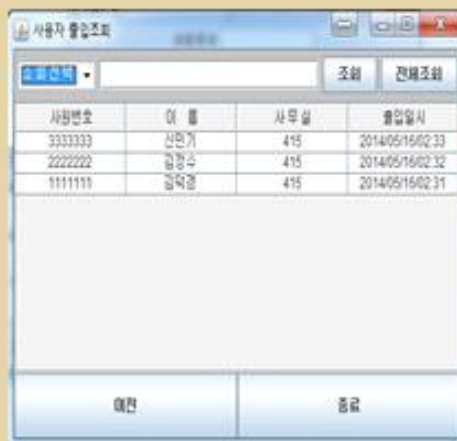 사용자 출입조회
조회선택 조회 전체조회
사원번호 이 름 사무실 출입일시
3333333 신민기 415 2014/05/16/02:33
2222222 김정수 415 2014/05/16/02:32
1111111 김덕경 415 2014/05/16/02:31
이전 종료